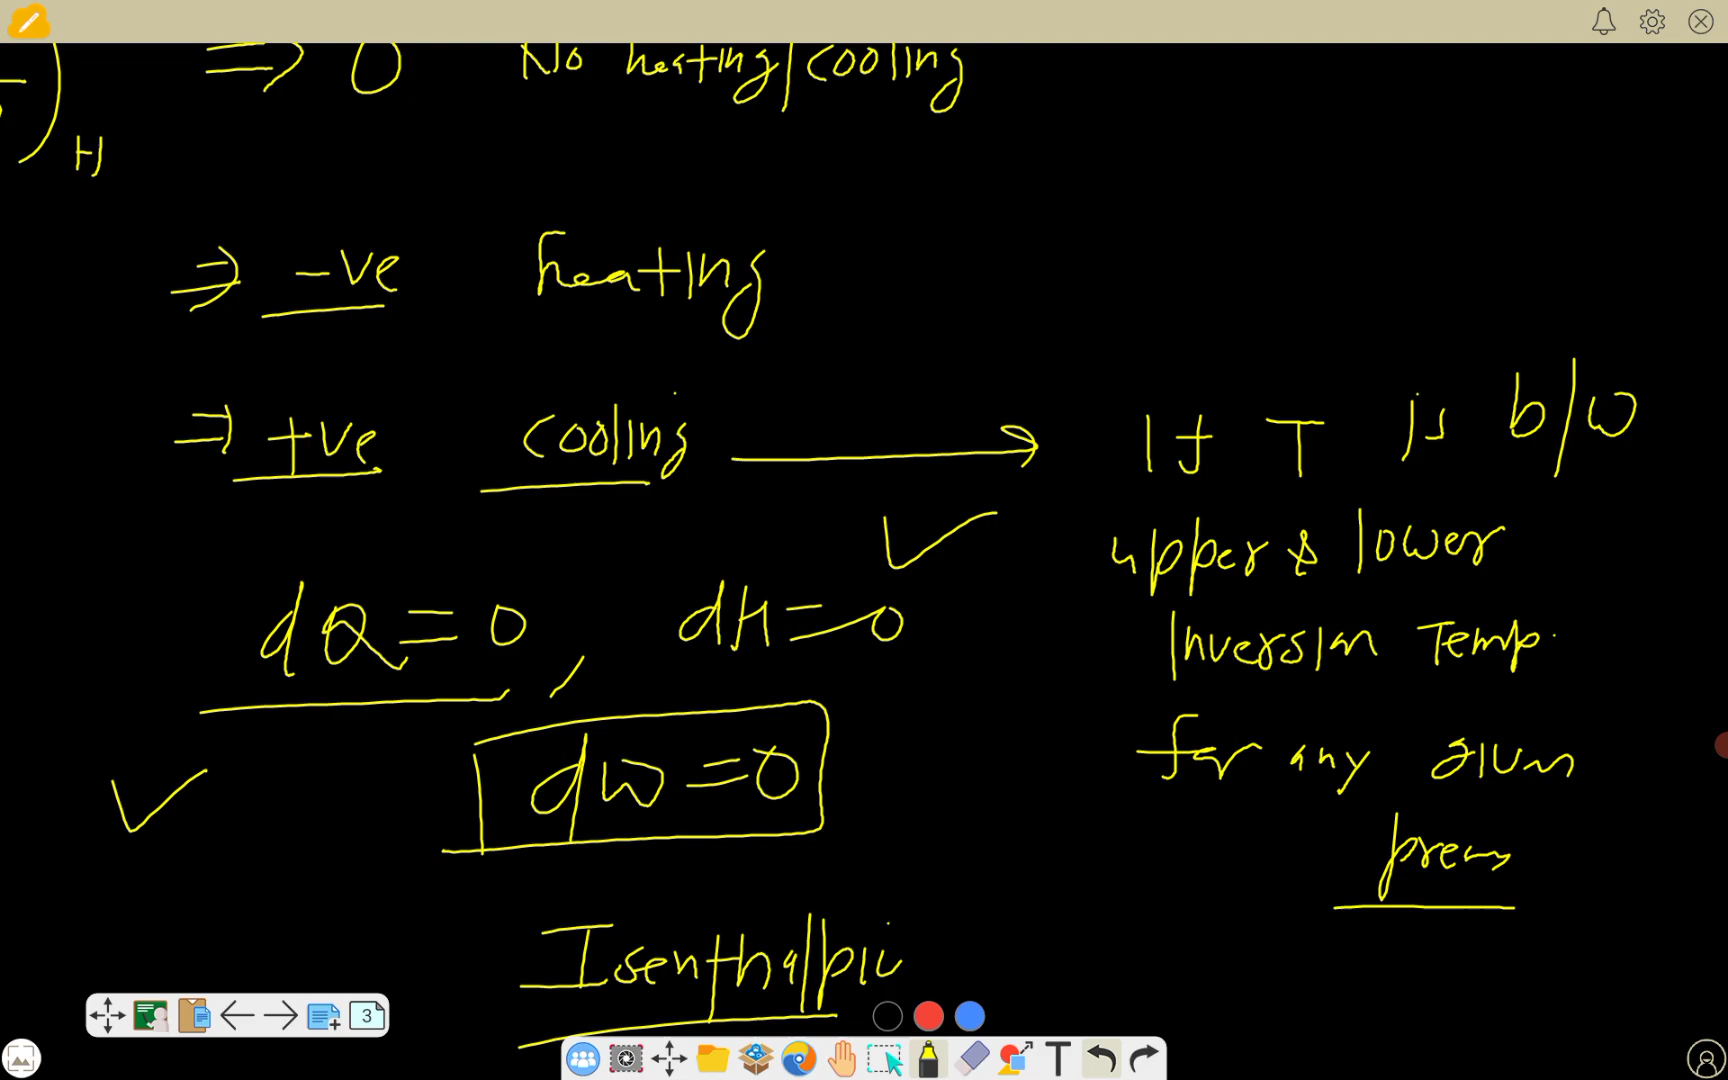 )H ⇒ 0 No heating/cooling
⇒ -ve heating
⇒ +ve cooling → If T is b/w
upper & lower
Inversion Temp.
for any given
press
dQ=0, dH=0
dw=0
Isenthalpic
3
T